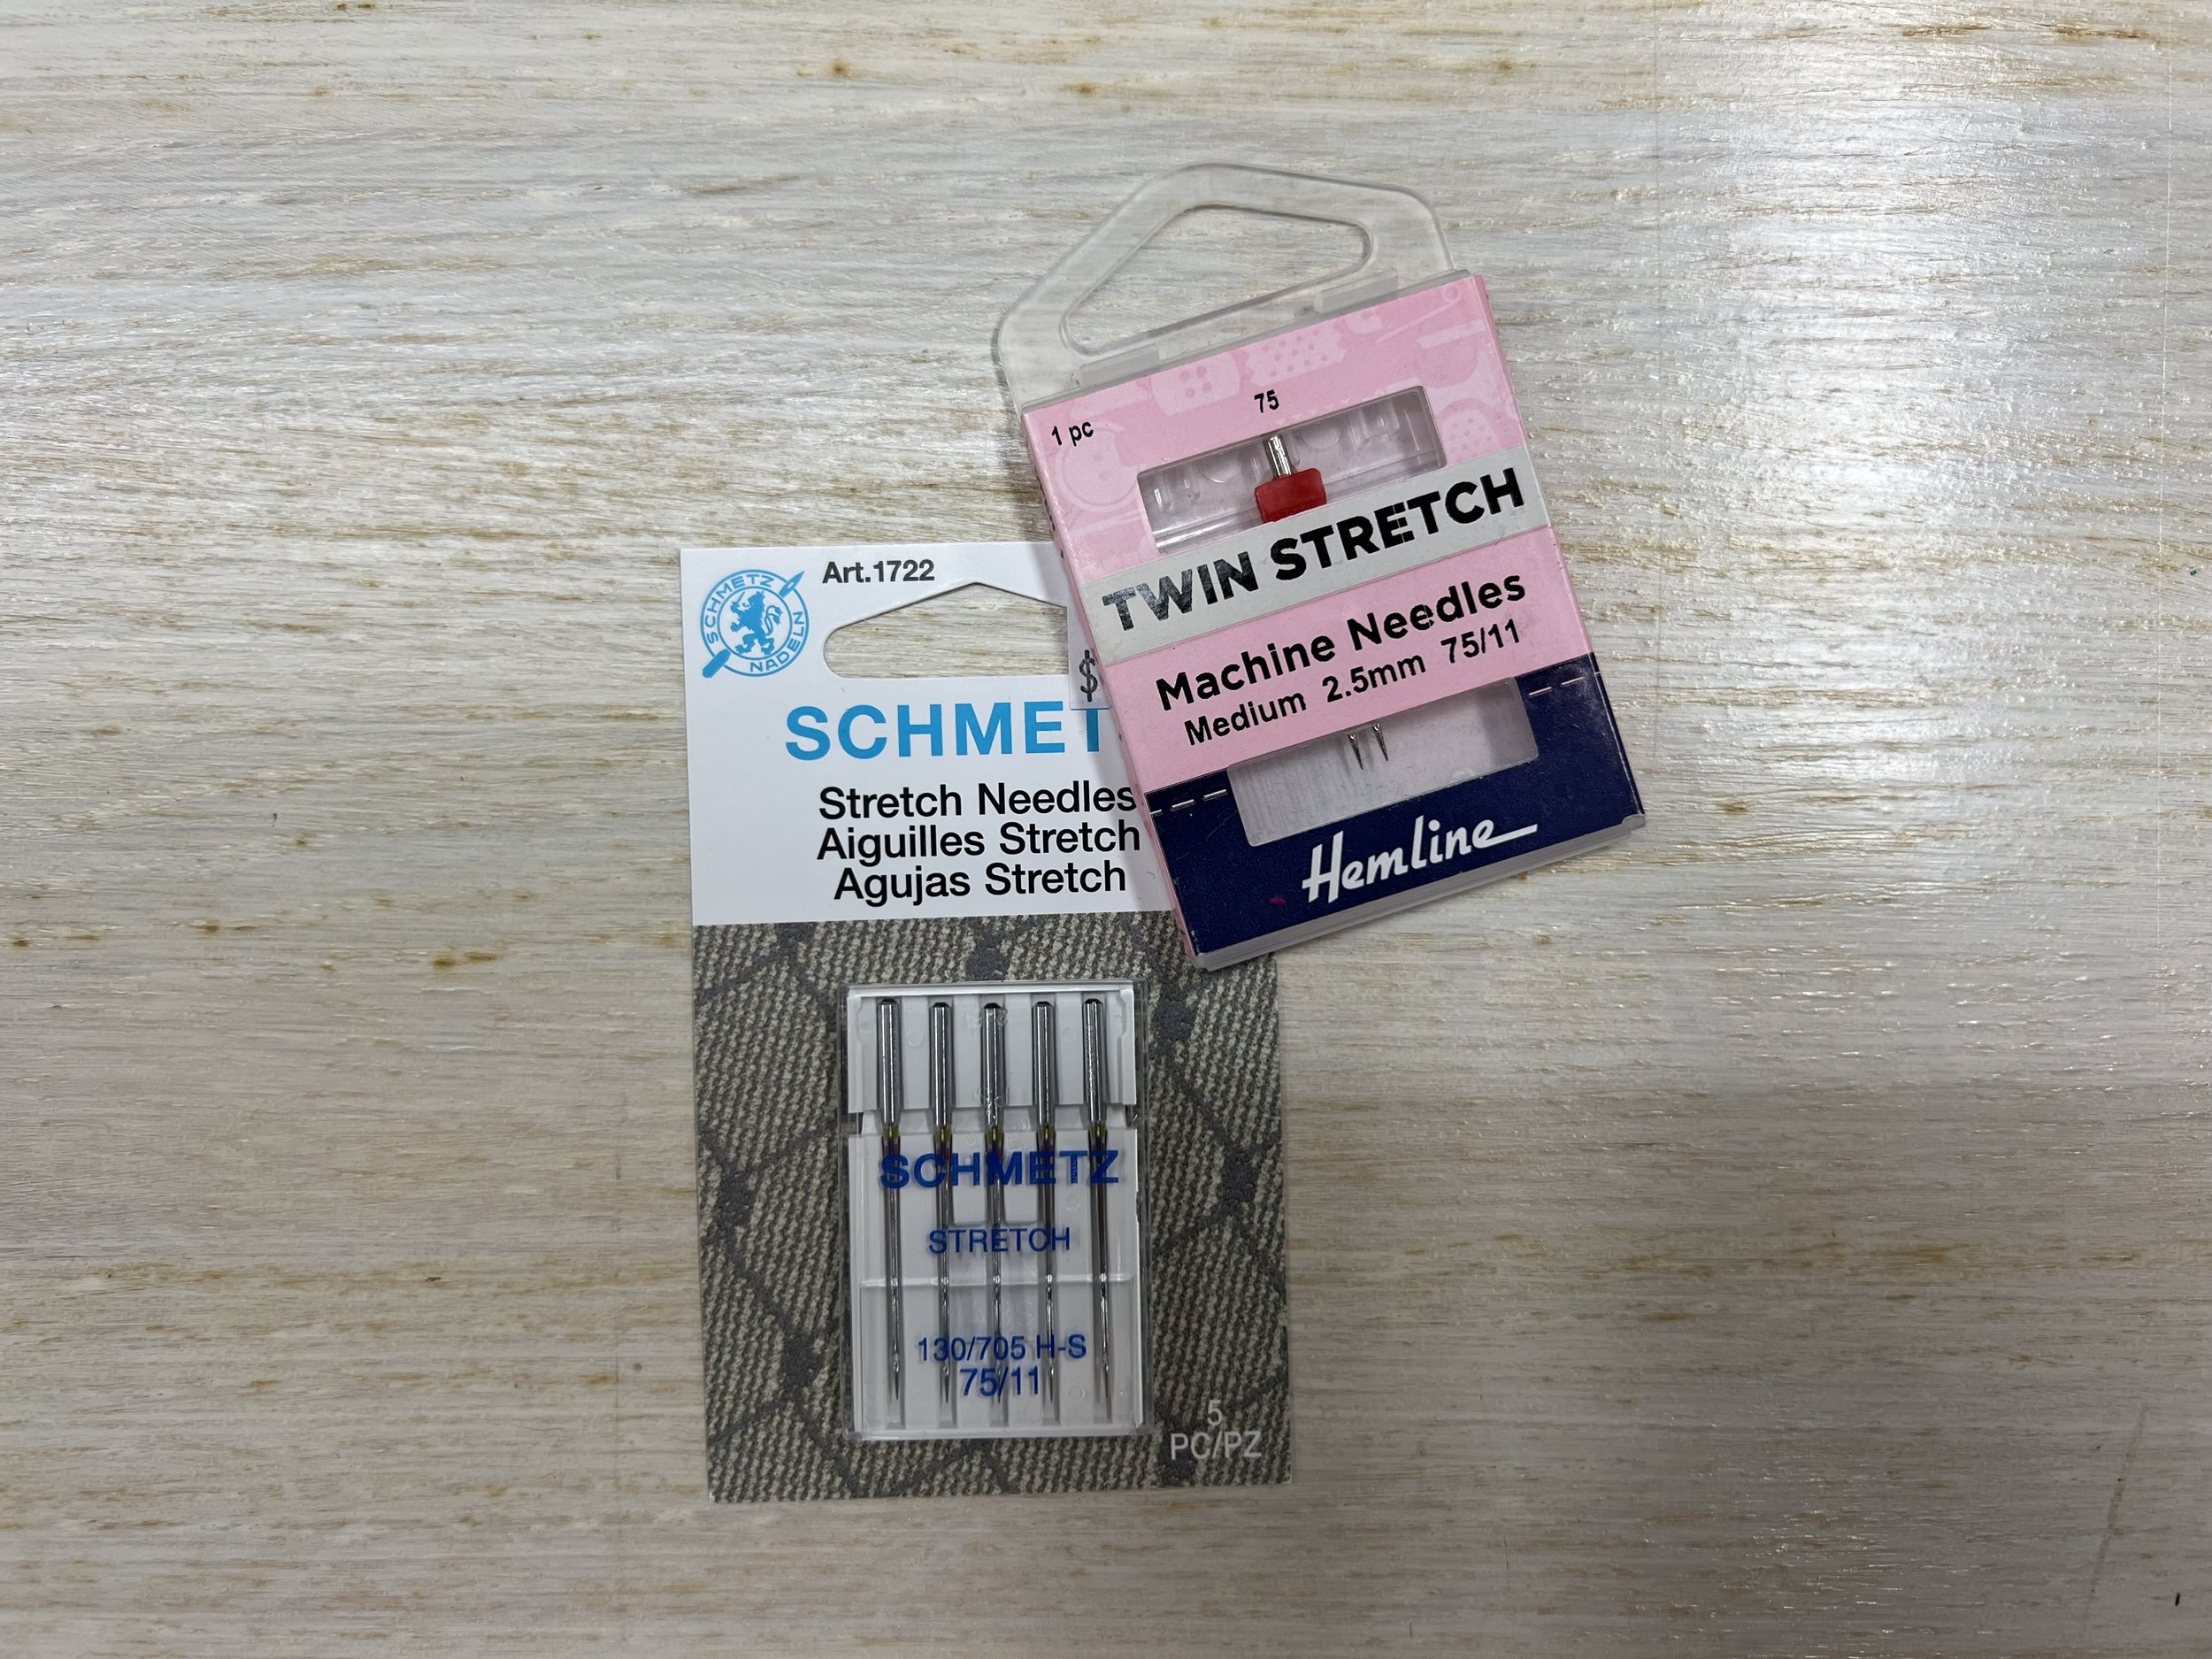 75
1 pc
TWIN STRETCH
Machine Needles
Medium 2.5mm 75/11
Hemline
Art.1722
SCHMETZ NADELN
$
SCHMET
Stretch Needles
Aiguilles Stretch
Agujas Stretch
SCHMETZ
STRETCH
130/705 H-S
75/11
5
PC/PZ